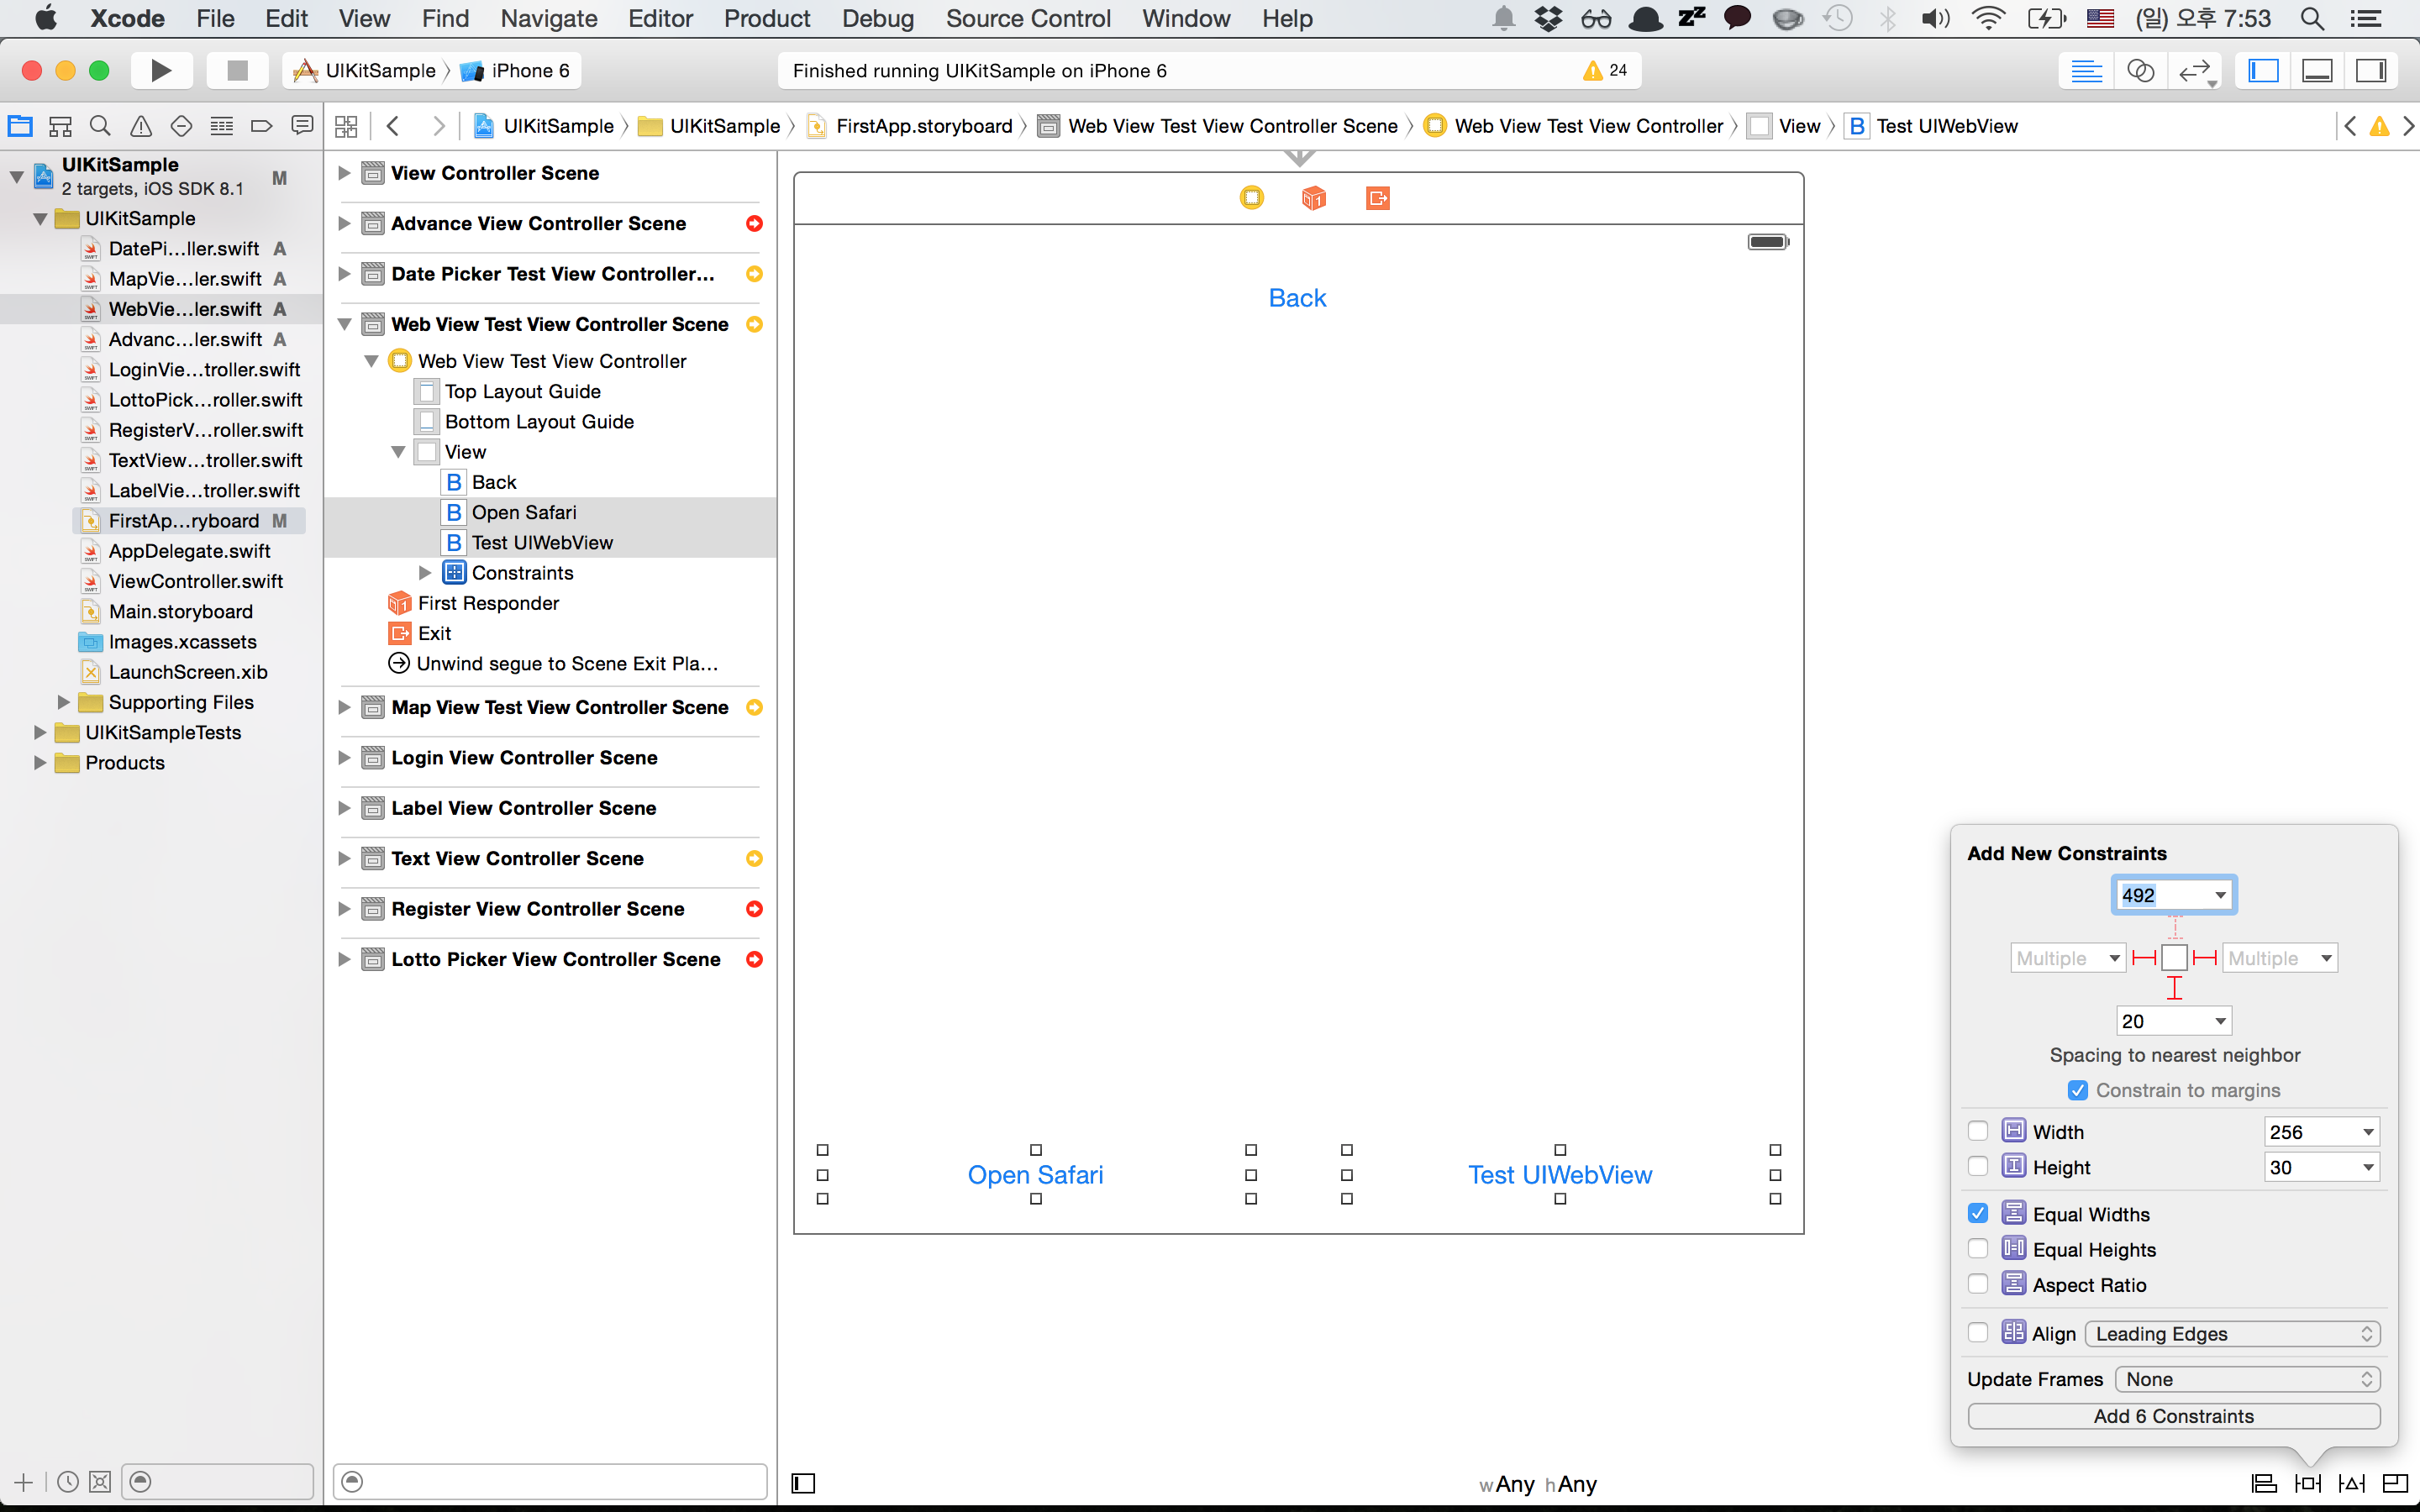 Xcode File Edit View Find Navigate Editor Product Debug Source Control Window Help zZ (일) 오후 7:53
UIKitSample iPhone 6 Finished running UIKitSample on iPhone 6 24
UIKitSample UIKitSample FirstApp.storyboard Web View Test View Controller Scene Web View Test View Controller View B Test UIWebView
UIKitSample
2 targets, iOS SDK 8.1 M
UIKitSample
DatePi...ller.swift A
MapVie...ler.swift A
WebVie...ler.swift A
Advanc...ler.swift A
LoginVie...troller.swift
LottoPick...roller.swift
RegisterV...roller.swift
TextView...troller.swift
LabelVie...troller.swift
FirstAp...ryboard M
AppDelegate.swift
ViewController.swift
Main.storyboard
Images.xcassets
LaunchScreen.xib
Supporting Files
UIKitSampleTests
Products
View Controller Scene
Advance View Controller Scene
Date Picker Test View Controller...
Web View Test View Controller Scene
Web View Test View Controller
Top Layout Guide
Bottom Layout Guide
View
B Back
B Open Safari
B Test UIWebView
Constraints
First Responder
Exit
Unwind segue to Scene Exit Pla...
Map View Test View Controller Scene
Login View Controller Scene
Label View Controller Scene
Text View Controller Scene
Register View Controller Scene
Lotto Picker View Controller Scene
Back
Open Safari Test UIWebView
wAny hAny
Add New Constraints
492
Multiple Multiple
20
Spacing to nearest neighbor
Constrain to margins
Width 256
Height 30
Equal Widths
Equal Heights
Aspect Ratio
Align Leading Edges
Update Frames None
Add 6 Constraints